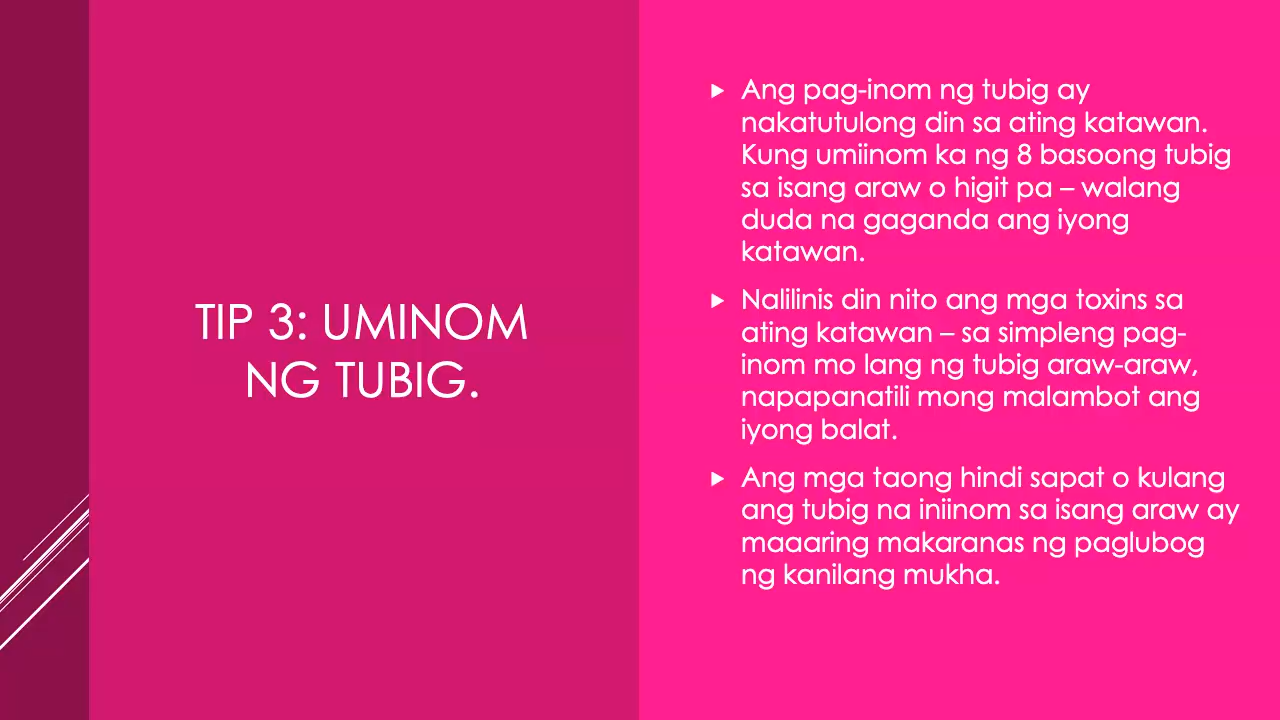 TIP 3: UMINOM
NG TUBIG.
Ang pag-inom ng tubig ay
nakatutulong din sa ating katawan.
Kung umiinom ka ng 8 basoong tubig
sa isang araw o higit pa – walang
duda na gaganda ang iyong
katawan.
Nalilinis din nito ang mga toxins sa
ating katawan – sa simpleng pag-
inom mo lang ng tubig araw-araw,
napapanatili mong malambot ang
iyong balat.
Ang mga taong hindi sapat o kulang
ang tubig na iniinom sa isang araw ay
maaaring makaranas ng paglubog
ng kanilang mukha.